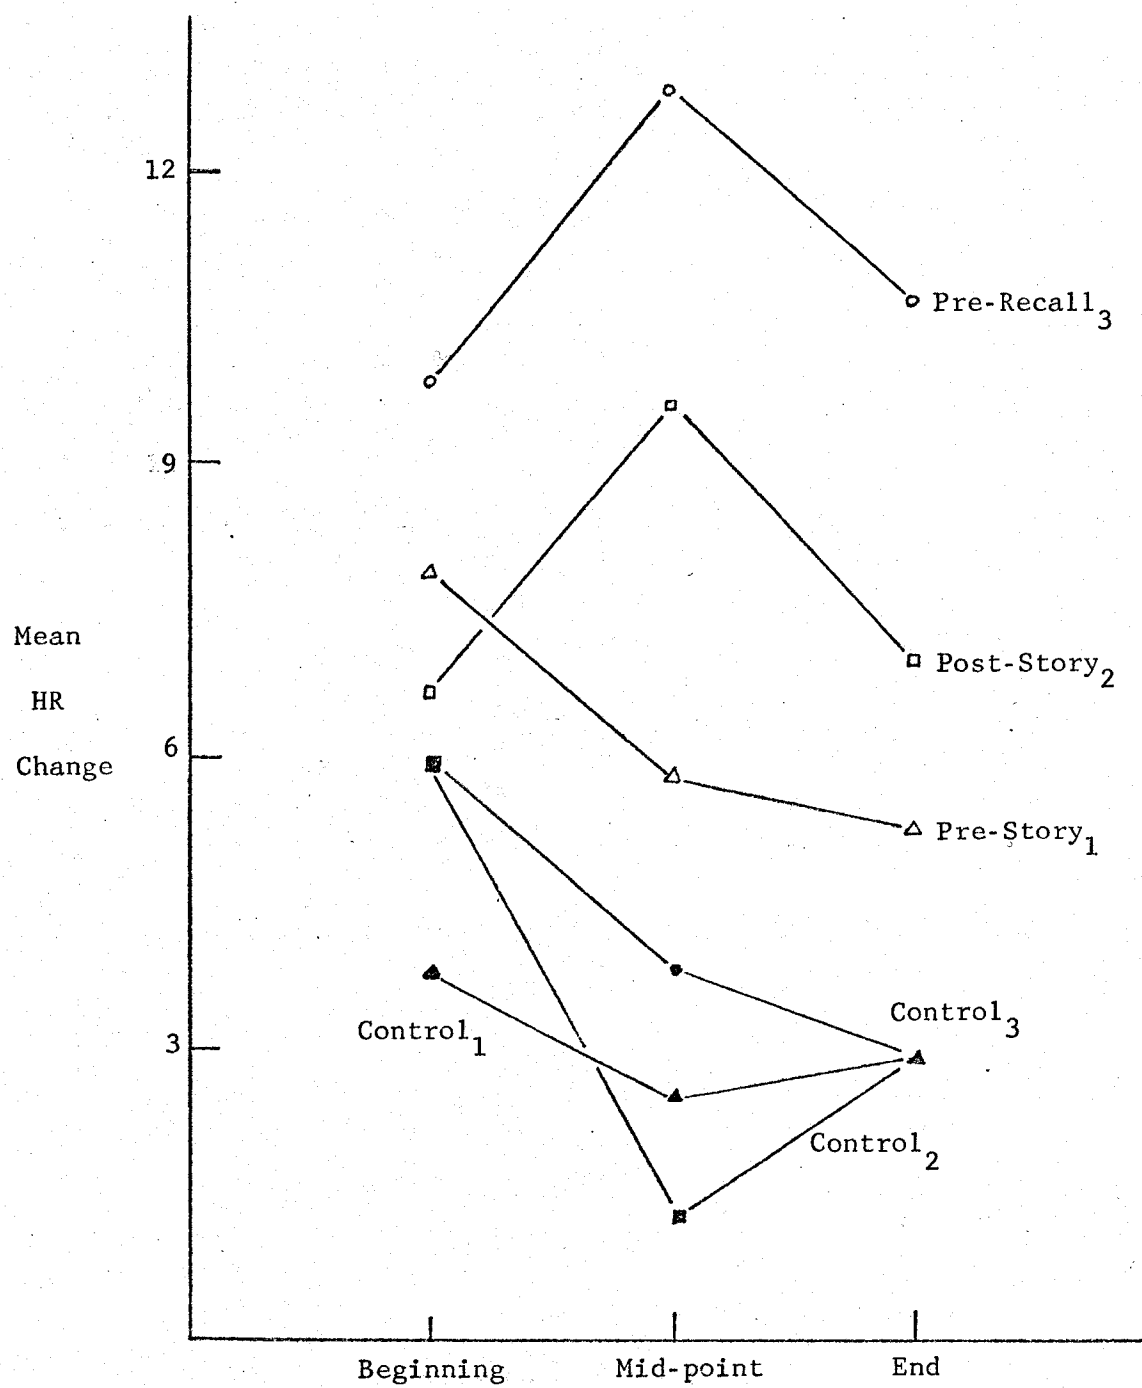 12
Pre-Recall3
9
Mean
HR
Change
Post-Story2
6
Pre-Story1
Control3
Control1
3
Control2
Beginning Mid-point End